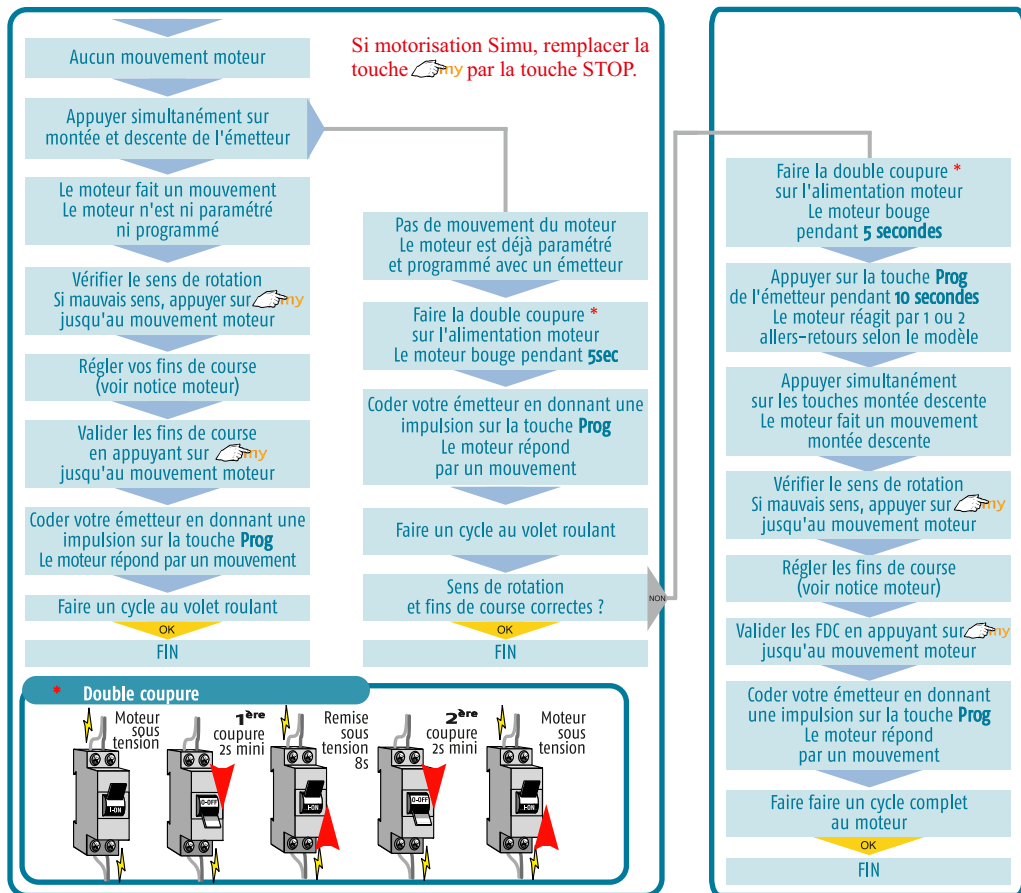 Aucun mouvement moteur
Si motorisation Simu, remplacer la
touche my par la touche STOP.
Appuyer simultanément sur
montée et descente de l'émetteur
Le moteur fait un mouvement
Le moteur n'est ni paramétré
ni programmé
Vérifier le sens de rotation
Si mauvais sens, appuyer sur my
jusqu'au mouvement moteur
Régler vos fins de course
(voir notice moteur)
Valider les fins de course
en appuyant sur my
jusqu'au mouvement moteur
Coder votre émetteur en donnant une
impulsion sur la touche Prog
Le moteur répond par un mouvement
Faire un cycle au volet roulant
OK
FIN
Pas de mouvement du moteur
Le moteur est déjà paramétré
et programmé avec un émetteur
Faire la double coupure *
sur l'alimentation moteur
Le moteur bouge pendant 5sec
Coder votre émetteur en donnant une
impulsion sur la touche Prog
Le moteur répond
par un mouvement
Faire un cycle au volet roulant
Sens de rotation
et fins de course correctes ?
NON
OK
FIN
Faire la double coupure *
sur l'alimentation moteur
Le moteur bouge
pendant 5 secondes
Appuyer sur la touche Prog
de l'émetteur pendant 10 secondes
Le moteur réagit par 1 ou 2
allers-retours selon le modèle
Appuyer simultanément
sur les touches montée descente
Le moteur fait un mouvement
montée descente
Vérifier le sens de rotation
Si mauvais sens, appuyer sur my
jusqu'au mouvement moteur
Régler les fins de course
(voir notice moteur)
Valider les FDC en appuyant sur my
jusqu'au mouvement moteur
Coder votre émetteur en donnant
une impulsion sur la touche Prog
Le moteur répond
par un mouvement
Faire faire un cycle complet
au moteur
OK
FIN
* Double coupure
Moteur
sous
tension
I-ON
1ère
coupure
2s mini
O-OFF
Remise
sous
tension
8s
I-ON
2ère
coupure
2s mini
O-OFF
Moteur
sous
tension
I-ON